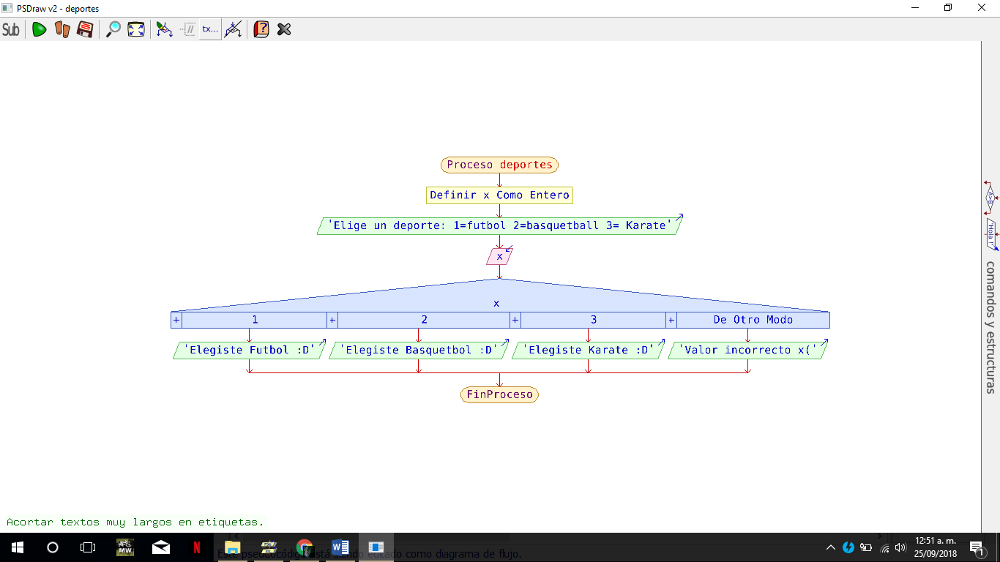 PSDraw v2 - deportes
Sub
tx...
Proceso deportes
Definir x Como Entero
'Elige un deporte: 1=futbol 2=basquetball 3= Karate'
x
x
+ 1 + 2 + 3 + De Otro Modo
'Elegiste Futbol :D' 'Elegiste Basquetbol :D' 'Elegiste Karate :D' 'Valor incorrecto x('
FinProceso
A>B
'Hola !'
comandos y estructuras
Acortar textos muy largos en etiquetas.
Este pseudocódigo está siendo editado como diagrama de flujo.
MW
N
W
12:51 a. m.
25/09/2018
1